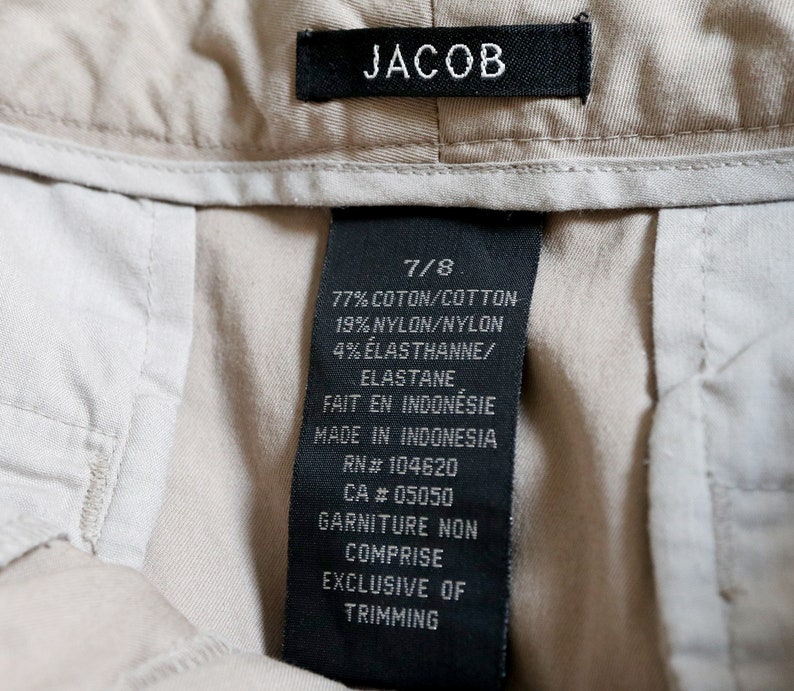 JACOB
7/8
77% COTON/COTTON
19% NYLON/NYLON
4% ÉLASTHANNE/
ELASTANE
FAIT EN INDONÉSIE
MADE IN INDONESIA
RN# 104620
CA # 05050
GARNITURE NON
COMPRISE
EXCLUSIVE OF
TRIMMING